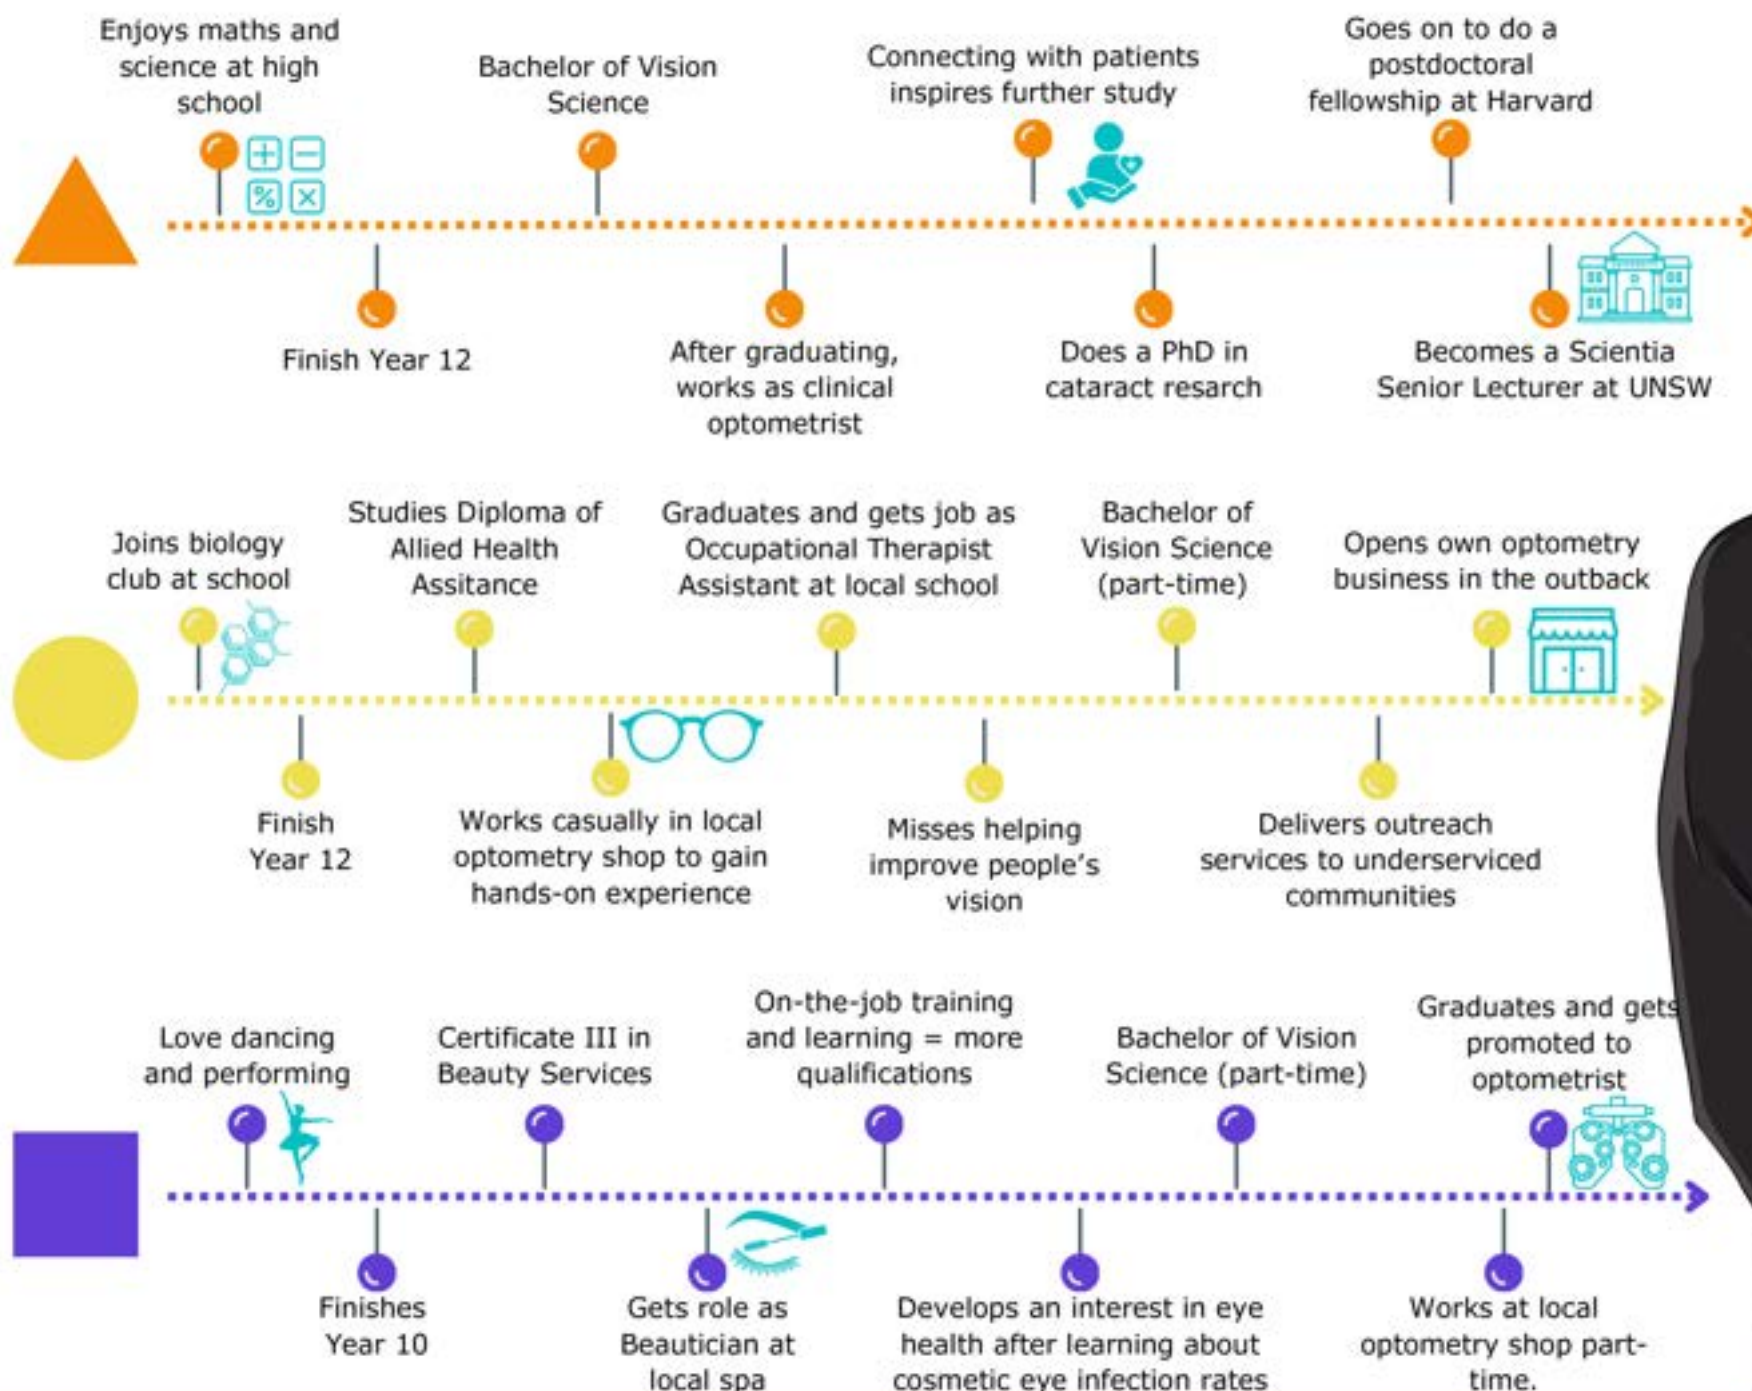 Enjoys maths and
science at high
school
Finish Year 12
Bachelor of Vision
Science
After graduating,
works as clinical
optometrist
Connecting with patients
inspires further study
Does a PhD in
cataract resarch
Goes on to do a
postdoctoral
fellowship at Harvard
Becomes a Scientia
Senior Lecturer at UNSW
Joins biology
club at school
Finish
Year 12
Studies Diploma of
Allied Health
Assitance
Works casually in local
optometry shop to gain
hands-on experience
Graduates and gets job as
Occupational Therapist
Assistant at local school
Misses helping
improve people's
vision
Bachelor of
Vision Science
(part-time)
Delivers outreach
services to underserviced
communities
Opens own optometry
business in the outback
Love dancing
and performing
Finishes
Year 10
Certificate III in
Beauty Services
Gets role as
Beautician at
local spa
On-the-job training
and learning = more
qualifications
Develops an interest in eye
health after learning about
cosmetic eye infection rates
Bachelor of Vision
Science (part-time)
Works at local
optometry shop part-
time.
Graduates and gets
promoted to
optometrist